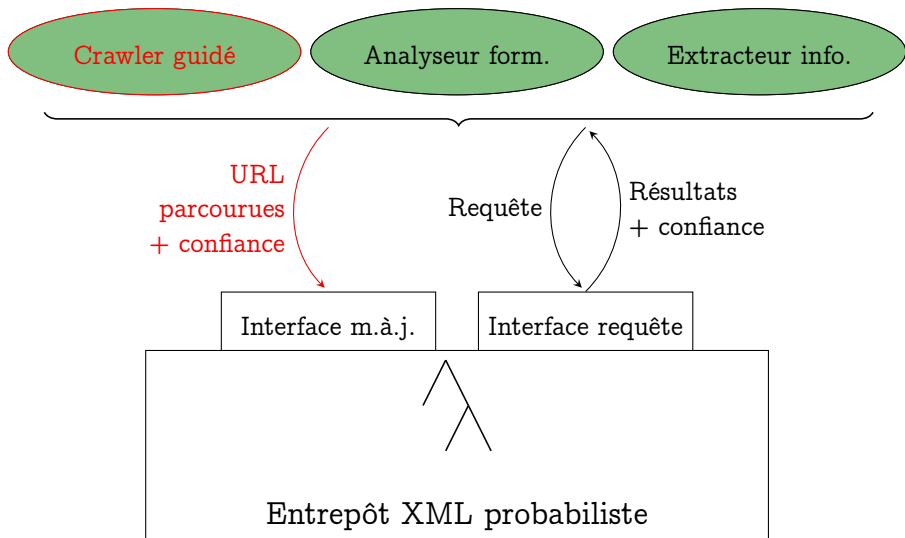 Crawler guidé
Analyseur form.
Extracteur info.
URL
parcourues
+ confiance
Requête
Résultats
+ confiance
Interface m.à.j.
Interface requête
Entrepôt XML probabiliste